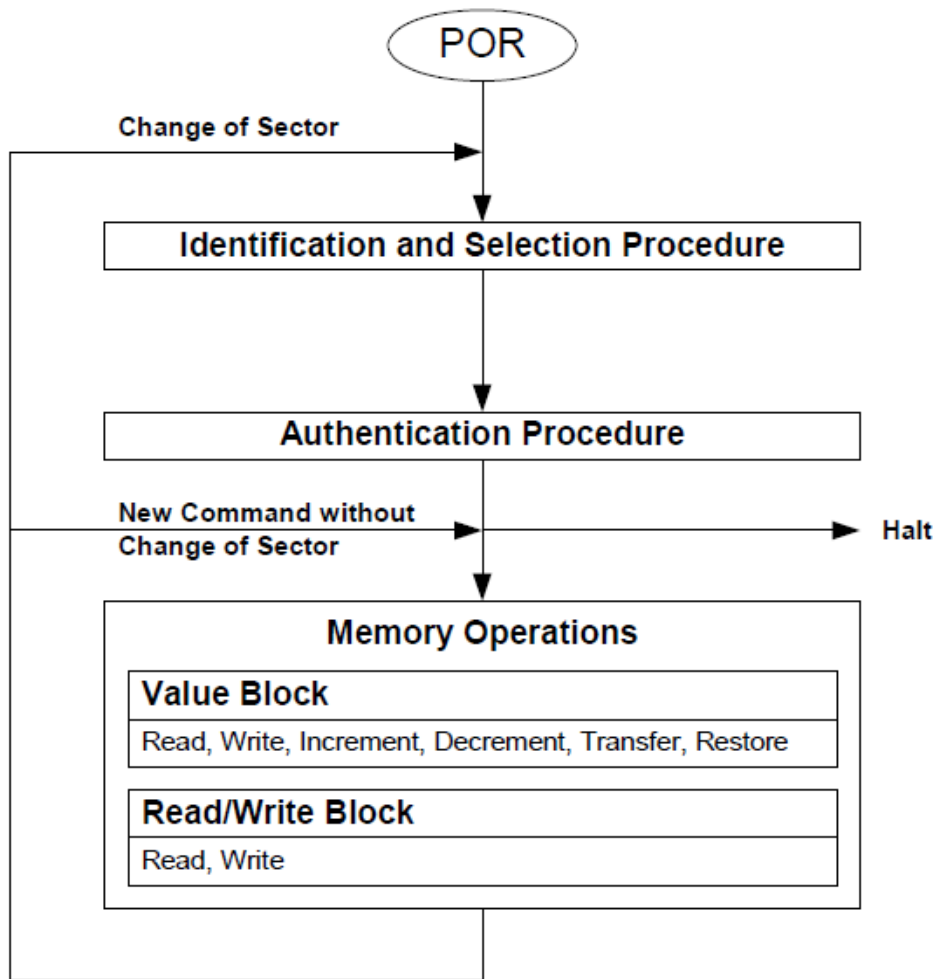 POR
Change of Sector
Identification and Selection Procedure
Authentication Procedure
New Command without
Change of Sector
Halt
Memory Operations
Value Block
Read, Write, Increment, Decrement, Transfer, Restore
Read/Write Block
Read, Write